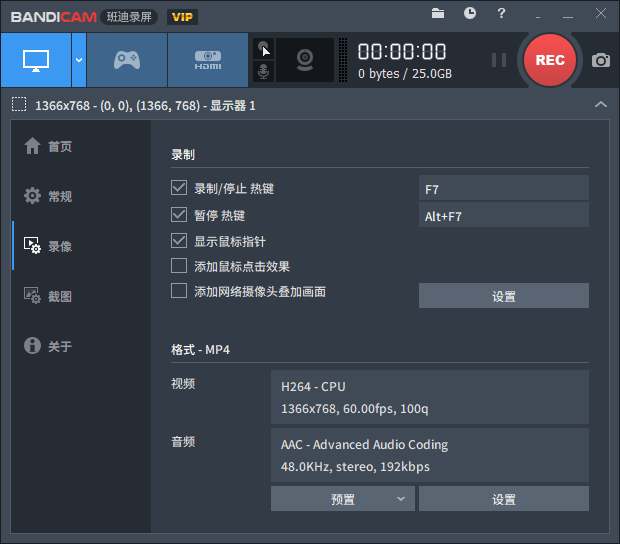 BANDICAM 班迪录屏 VIP
HDMI
00:00:00
0 bytes / 25.0GB
REC
1366x768 - (0, 0), (1366, 768) - 显示器 1
首页
常规
录像
截图
关于
录制
录制/停止 热键 F7
暂停 热键 Alt+F7
显示鼠标指针
添加鼠标点击效果
添加网络摄像头叠加画面 设置
格式 - MP4
视频 H264 - CPU
1366x768, 60.00fps, 100q
音频 AAC - Advanced Audio Coding
48.0KHz, stereo, 192kbps
预置 设置